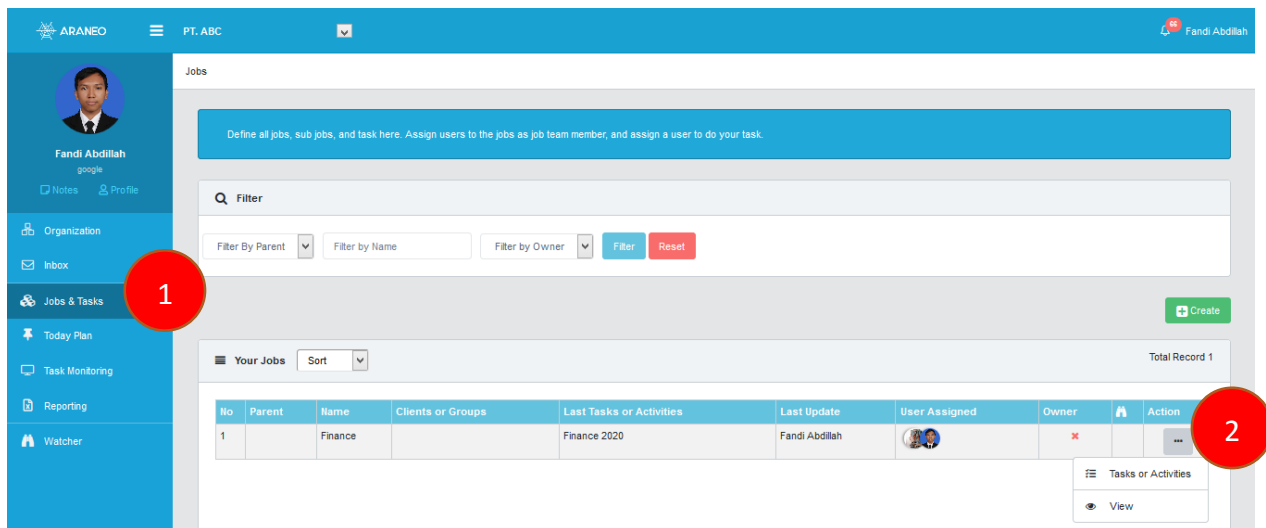 ARANEO
PT. ABC
66
Fandi Abdillah
Jobs
Fandi Abdillah
google
Notes Profile
Organization
Inbox
Jobs & Tasks
Today Plan
Task Monitoring
Reporting
Watcher
Define all jobs, sub jobs, and task here. Assign users to the jobs as job team member, and assign a user to do your task.
Filter
Filter By Parent Filter by Name Filter by Owner Filter Reset
1
Create
Your Jobs Sort Total Record 1
No Parent Name Clients or Groups Last Tasks or Activities Last Update User Assigned Owner Action
1 Finance Finance 2020 Fandi Abdillah
2
Tasks or Activities
View